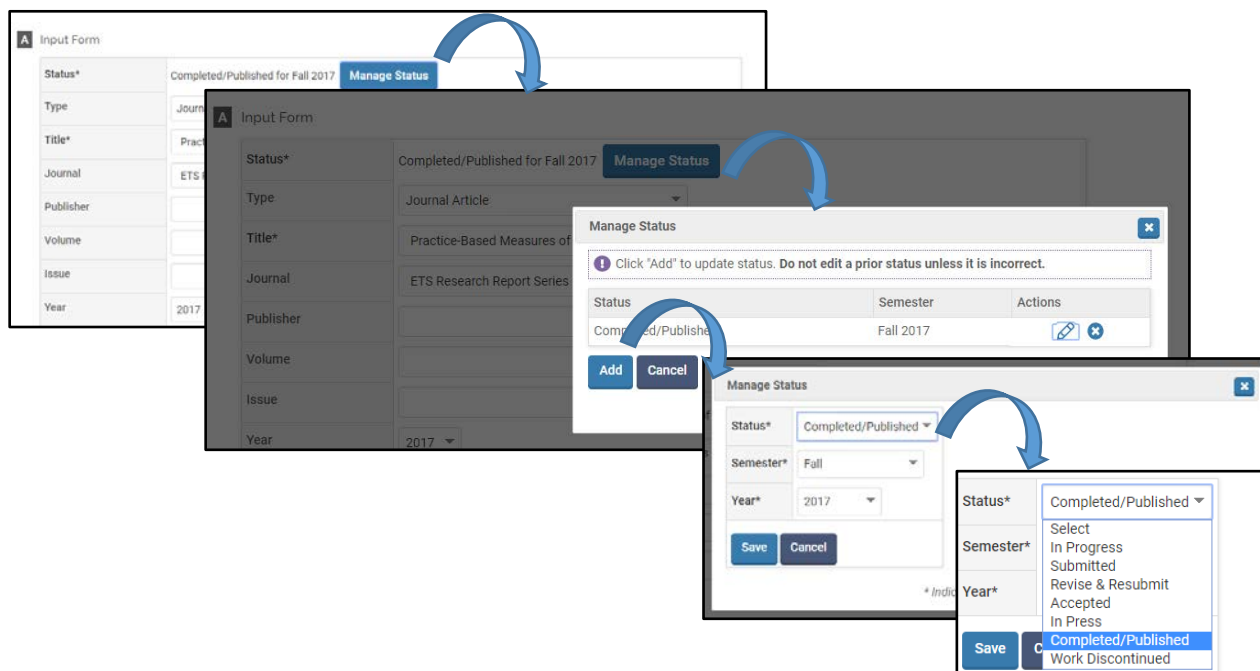 A Input Form
Status* Completed/Published for Fall 2017 Manage Status
Type Journ
Title* Pract
Journal ETS
Publisher
Volume
Issue
Year 2017
A Input Form
Status* Completed/Published for Fall 2017 Manage Status
Type Journal Article
Title* Practice-Based Measures of
Journal ETS Research Report Series
Publisher
Volume
Issue
Year 2017
Manage Status
Click "Add" to update status. Do not edit a prior status unless it is incorrect.
Status Semester Actions
Completed/Publishe Fall 2017
Add Cancel
Manage Status
Status* Completed/Published
Semester* Fall
Year* 2017
Save Cancel
* Indic
Status* Completed/Published
Select
Semester* In Progress
Submitted
Year* Revise & Resubmit
Accepted
In Press
Save C Completed/Published
Work Discontinued